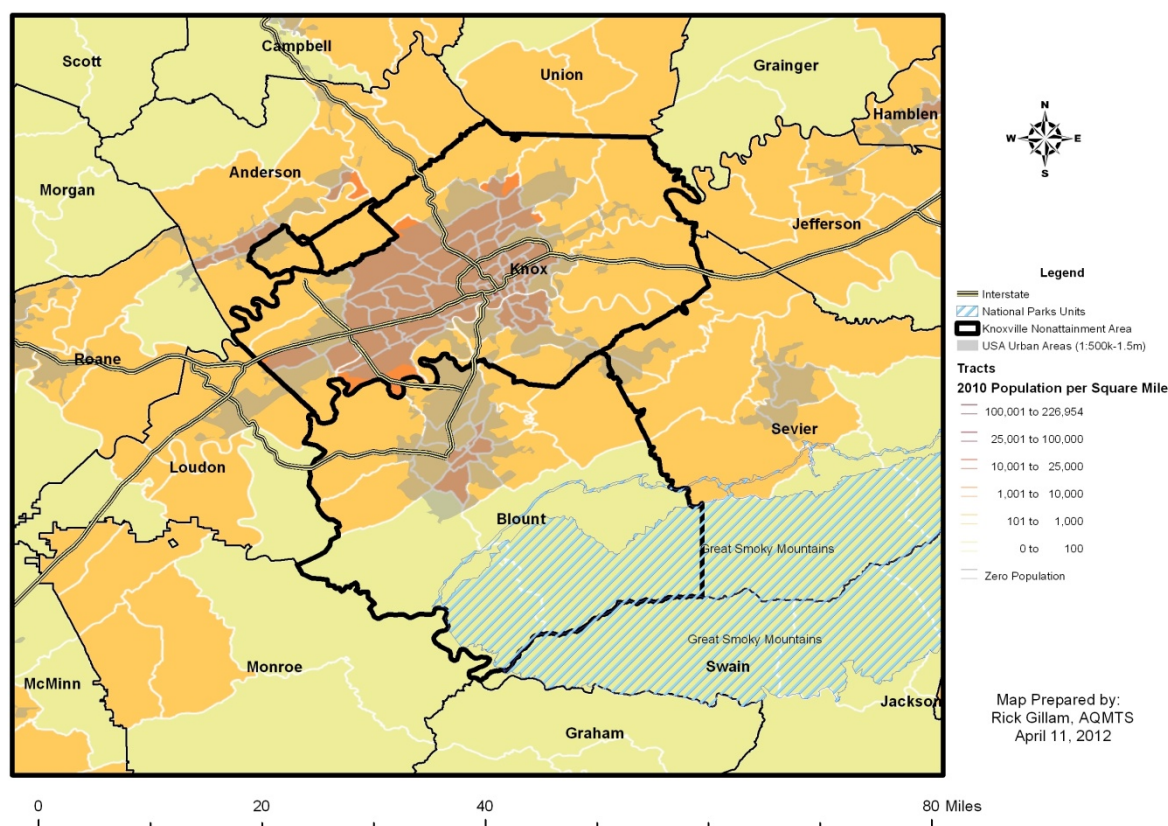 Campbell
Scott
Union
Grainger
Hamblen
Anderson
Morgan
Jefferson
Knox
Roane
Sevier
Loudon
Blount
Great Smoky Mountains
Great Smoky Mountains
Swain
Monroe
McMinn
Jackson
Graham
N
W
E
S
Legend
Interstate
National Parks Units
Knoxville Nonattainment Area
USA Urban Areas (1:500k-1.5m)
Tracts
2010 Population per Square Mile
100,001 to 226,954
25,001 to 100,000
10,001 to 25,000
1,001 to 10,000
101 to 1,000
0 to 100
Zero Population
Map Prepared by:
Rick Gillam, AQMTS
April 11, 2012
0 20 40 80 Miles